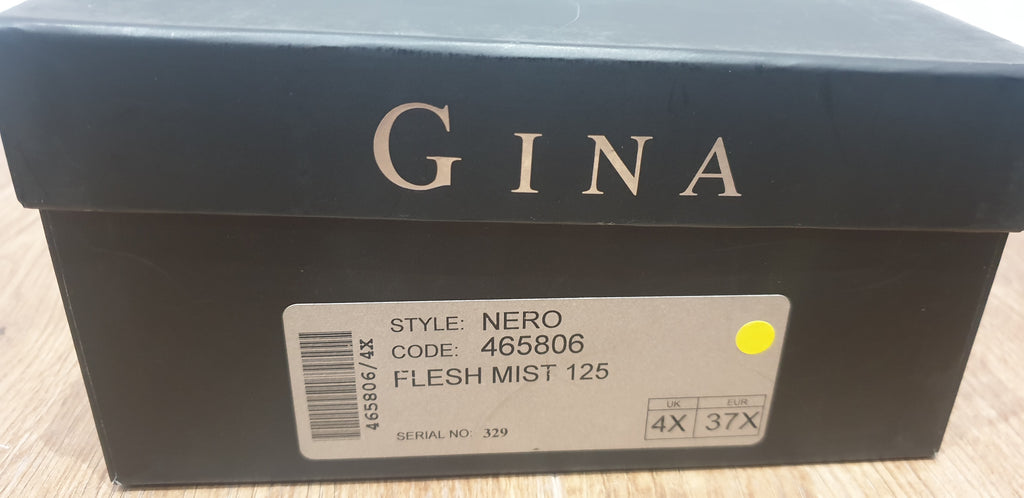 GINA
STYLE: NERO
CODE: 465806
FLESH MIST 125
465806/4X
SERIAL NO: 329
UK EUR
4X 37X